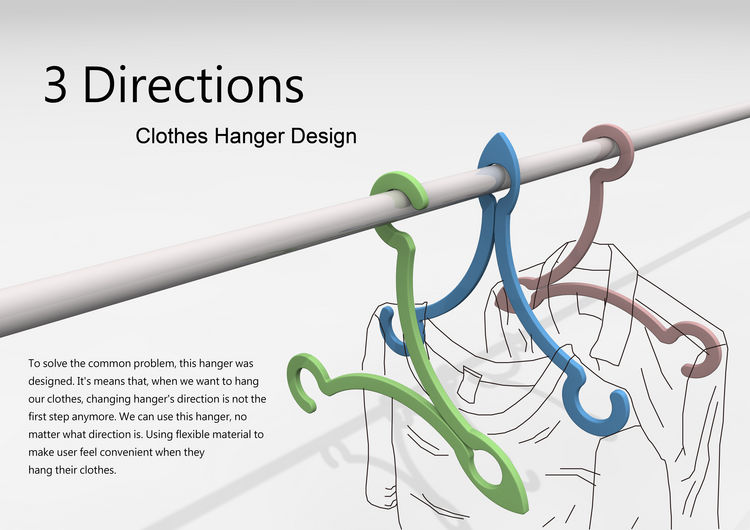 3 Directions
Clothes Hanger Design
To solve the common problem, this hanger was
designed. It's means that, when we want to hang
our clothes, changing hanger's direction is not the
first step anymore. We can use this hanger, no
matter what direction is. Using flexible material to
make user feel convenient when they
hang their clothes.